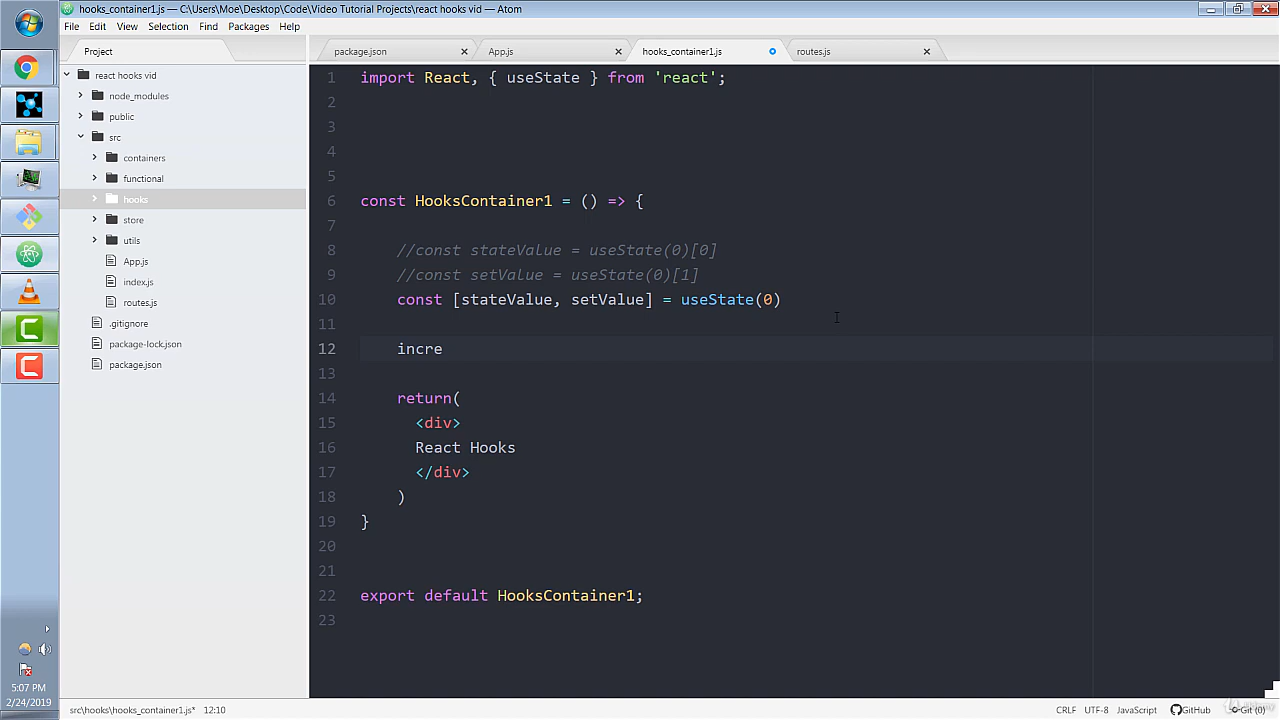 hooks_container1.js — C:\Users\Moe\Desktop\Code\Video Tutorial Projects\react hooks vid — Atom
File Edit View Selection Find Packages Help
Project
package.json
App.js
hooks_container1.js
routes.js
react hooks vid
node_modules
public
src
containers
functional
hooks
store
utils
App.js
index.js
routes.js
.gitignore
package-lock.json
package.json
1 import React, { useState } from 'react';
2
3
4
5
6 const HooksContainer1 = () => {
7
8 //const stateValue = useState(0)[0]
9 //const setValue = useState(0)[1]
10 const [stateValue, setValue] = useState(0)
11
12 incre
13
14 return(
15 <div>
16 React Hooks
17 </div>
18 )
19 }
20
21
22 export default HooksContainer1;
23
5:07 PM
2/24/2019
src\hooks\hooks_container1.js* 12:10
CRLF UTF-8 JavaScript GitHub Git (0)